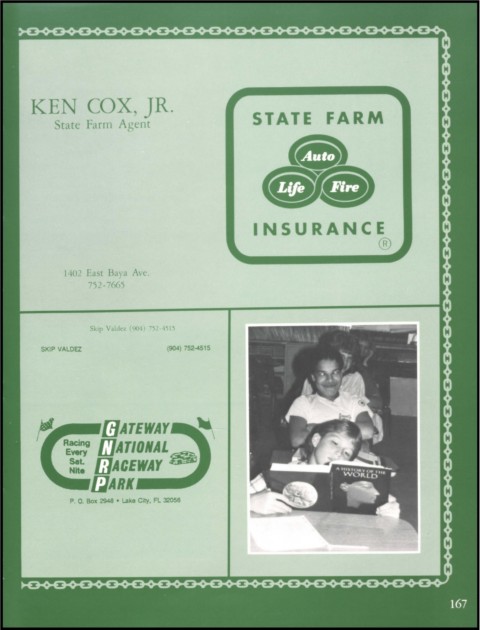 KEN COX, JR.
State Farm Agent
STATE FARM
Auto
Life Fire
INSURANCE
®
1402 East Baya Ave.
752-7665
Skip Valdez (904) 752-4515
SKIP VALDEZ (904) 752-4515
GATEWAY
NATIONAL
RACEWAY
PARK
Racing
Every
Sat.
Nite
P. O. Box 2948 • Lake City, FL 32056
A HISTORY OF THE
WORLD
167